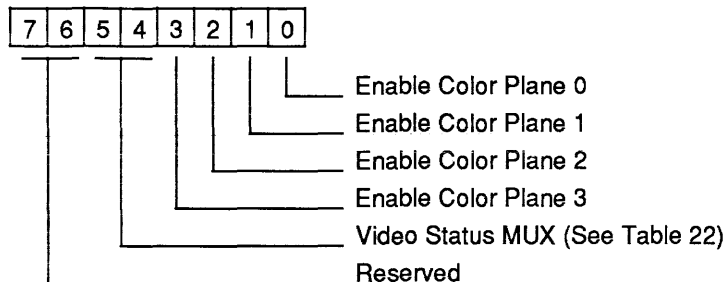 7 6 5 4 3 2 1 0
Enable Color Plane 0
Enable Color Plane 1
Enable Color Plane 2
Enable Color Plane 3
Video Status MUX (See Table 22)
Reserved